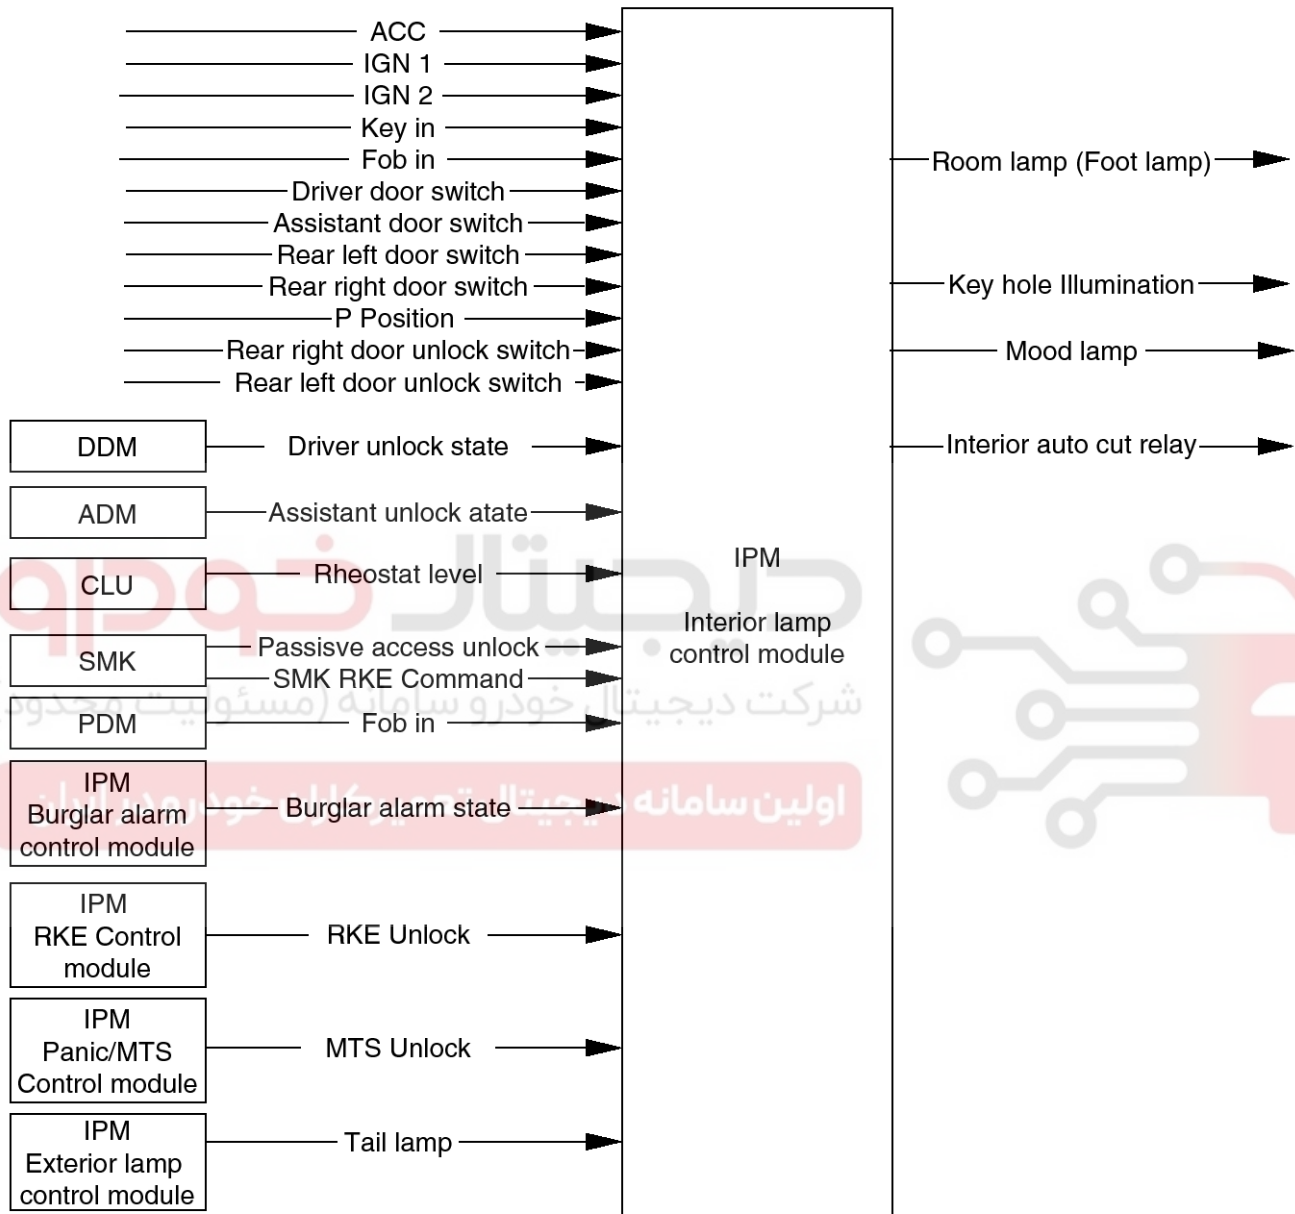 ACC
IGN 1
IGN 2
Key in
Fob in
Driver door switch
Assistant door switch
Rear left door switch
Rear right door switch
P Position
Rear right door unlock switch
Rear left door unlock switch
DDM
Driver unlock state
ADM
Assistant unlock atate
CLU
Rheostat level
SMK
Passisve access unlock
SMK RKE Command
PDM
Fob in
IPM
Burglar alarm
control module
Burglar alarm state
IPM
RKE Control
module
RKE Unlock
IPM
Panic/MTS
Control module
MTS Unlock
IPM
Exterior lamp
control module
Tail lamp
IPM
Interior lamp
control module
Room lamp (Foot lamp)
Key hole Illumination
Mood lamp
Interior auto cut relay
دیجیتال خودرو
شرکت دیجیتال خودرو سامانه (مسئولیت محدود
اولین سامانه دیجیتال تعمیرکاران خودرو در ایران